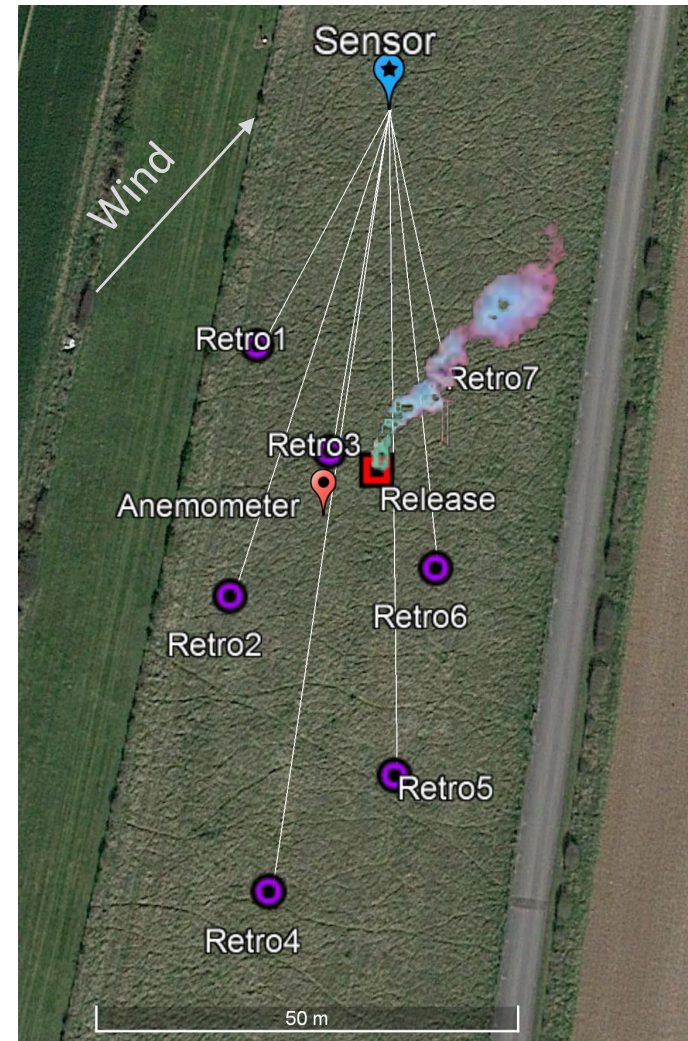 Sensor
Wind
Retro1
Retro7
Retro3
Anemometer
Release
Retro6
Retro2
Retro5
Retro4
50 m